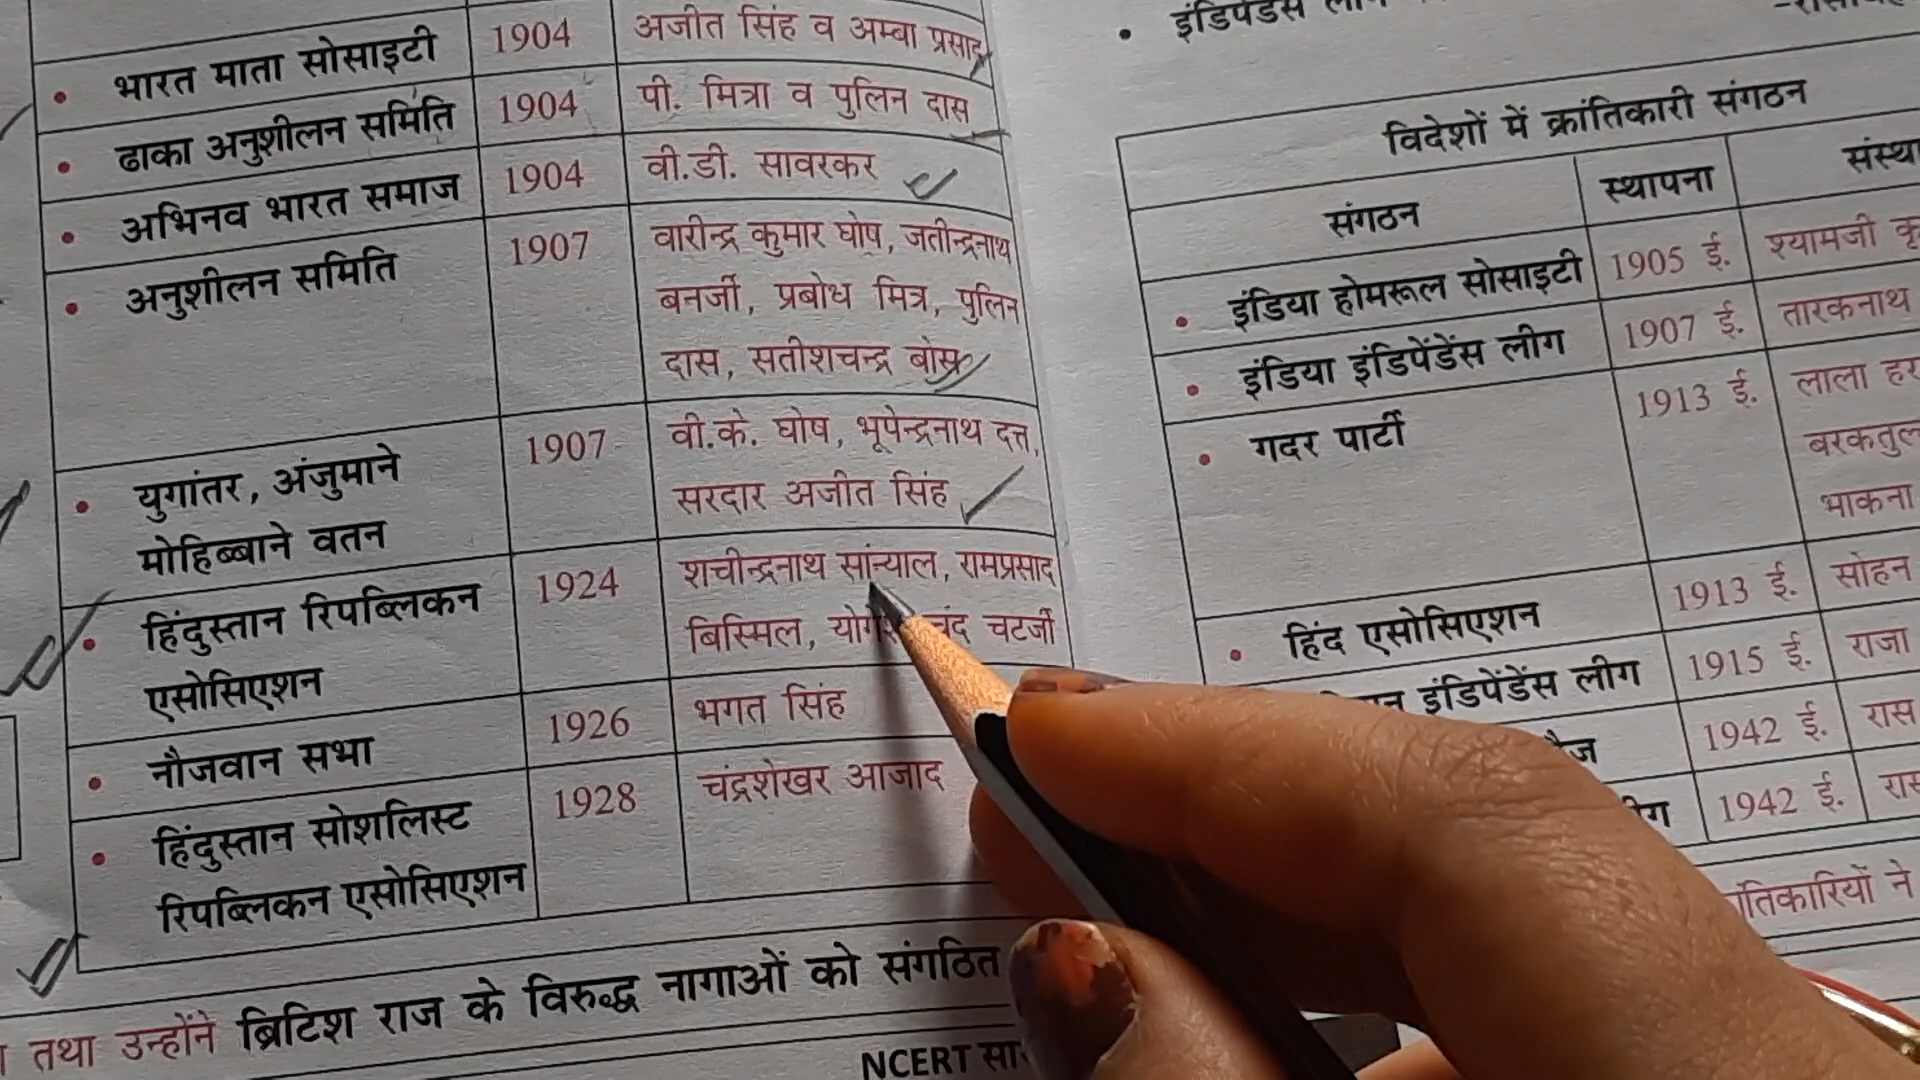 भारत माता सोसाइटी 1904 अजीत सिंह व अम्बा प्रसाद
ढाका अनुशीलन समिति 1904 पी. मित्रा व पुलिन दास
अभिनव भारत समाज 1904 वी.डी. सावरकर
अनुशीलन समिति 1907 वारीन्द्र कुमार घोष, जतीन्द्रनाथ
बनर्जी, प्रबोध मित्र, पुलिन
दास, सतीशचन्द्र बोस
युगांतर, अंजुमाने 1907 वी.के. घोष, भूपेन्द्रनाथ दत्त,
मोहिब्बाने वतन सरदार अजीत सिंह
हिंदुस्तान रिपब्लिकन 1924 शचीन्द्रनाथ सांन्याल, रामप्रसाद
एसोसिएशन बिस्मिल, चंद चटर्जी
नौजवान सभा 1926 भगत सिंह
हिंदुस्तान सोशलिस्ट 1928 चंद्रशेखर आजाद
रिपब्लिकन एसोसिएशन
तथा उन्होंने ब्रिटिश राज के विरुद्ध नागाओं को संगठित
NCERT
इंडिपेंडेंस
विदेशों में क्रांतिकारी संगठन
संगठन स्थापना
इंडिया होमरूल सोसाइटी 1905 ई. श्यामजी
इंडिया इंडिपेंडेंस लीग 1907 ई. तारकनाथ
गदर पार्टी 1913 ई. लाला
भाकना
हिंद एसोसिएशन 1913 ई. सोहन
इंडिपेंडेंस लीग 1915 ई. राजा
1942 ई. रास
1942 ई.
ने